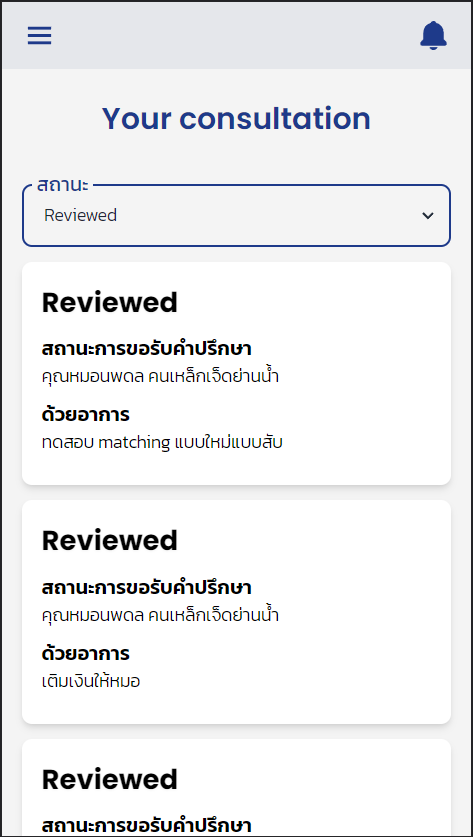 Your consultation
สถานะ
Reviewed
Reviewed
สถานะการขอรับคำปรึกษา
คุณหมอนพดล คนเหล็กเจ็ดย่านน้ำ
ด้วยอาการ
ทดสอบ matching แบบใหม่แบบสับ
Reviewed
สถานะการขอรับคำปรึกษา
คุณหมอนพดล คนเหล็กเจ็ดย่านน้ำ
ด้วยอาการ
เติมเงินให้หมอ
Reviewed
สถานะการขอรับคำปรึกษา